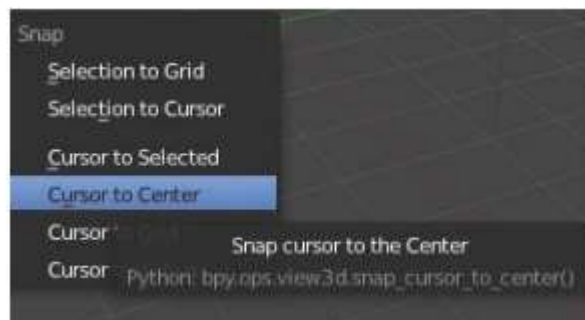 Snap
Selection to Grid
Selection to Cursor
Cursor to Selected
Cursor to Center
Cursor
Snap cursor to the Center
Cursor
Python: bpy.ops.view3d.snap_cursor_to_center()